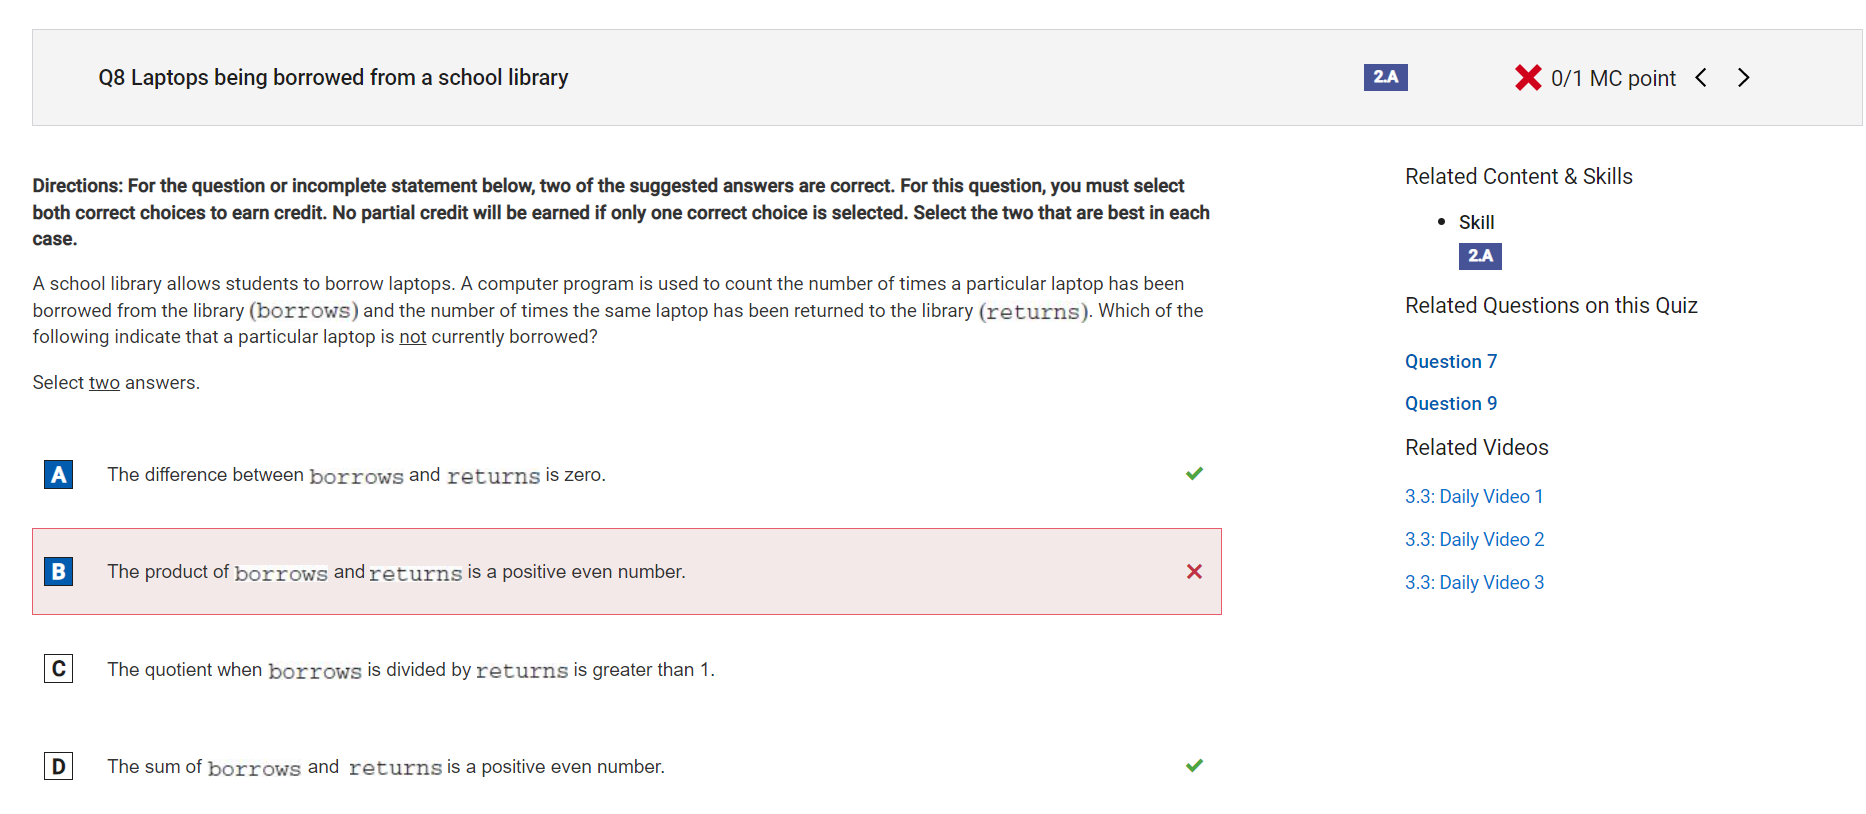 Q8 Laptops being borrowed from a school library
2.A
0/1 MC point
Directions: For the question or incomplete statement below, two of the suggested answers are correct. For this question, you must select
both correct choices to earn credit. No partial credit will be earned if only one correct choice is selected. Select the two that are best in each
case.
A school library allows students to borrow laptops. A computer program is used to count the number of times a particular laptop has been
borrowed from the library (borrows) and the number of times the same laptop has been returned to the library (returns). Which of the
following indicate that a particular laptop is not currently borrowed?
Select two answers.
A The difference between borrows and returns is zero.
B The product of borrows and returns is a positive even number.
C The quotient when borrows is divided by returns is greater than 1.
D The sum of borrows and returns is a positive even number.
Related Content & Skills
• Skill
2.A
Related Questions on this Quiz
Question 7
Question 9
Related Videos
3.3: Daily Video 1
3.3: Daily Video 2
3.3: Daily Video 3